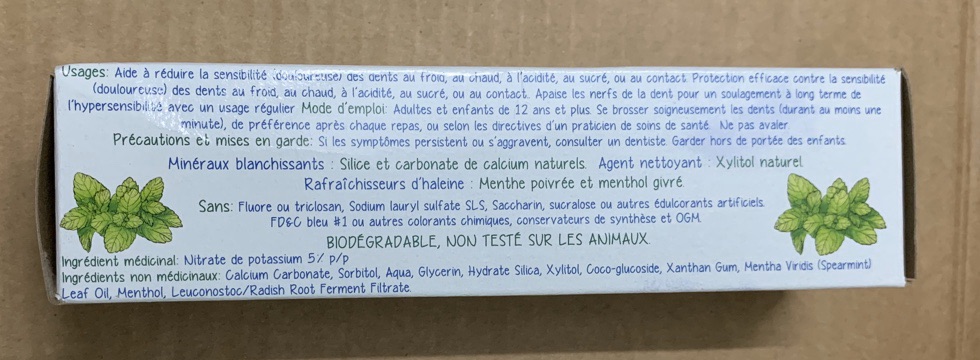 Usages: Aide à réduire la sensibilité (douloureuse) des dents au froid, au chaud, à l'acidité, au sucré, ou au contact. Protection efficace contre la sensibilité
(douloureuse) des dents au froid, au chaud, à l'acidité, au sucré, ou au contact. Apaise les nerfs de la dent pour un soulagement à long terme de
l'hypersensibilité avec un usage régulier Mode d'emploi: Adultes et enfants de 12 ans et plus. Se brosser soigneusement les dents (durant au moins une
minute), de préférence après chaque repas, ou selon les directives d'un praticien de soins de santé. Ne pas avaler.
Précautions et mises en garde: Si les symptômes persistent ou s'aggravent, consulter un dentiste. Garder hors de portée des enfants.
Minéraux blanchissants : Silice et carbonate de calcium naturels. Agent nettoyant : Xylitol naturel
Rafraîchisseurs d'haleine : Menthe poivrée et menthol givré.
Sans: Fluore ou triclosan, Sodium lauryl sulfate SLS, Saccharin, sucralose ou autres édulcorants artificiels.
FD&C bleu #1 ou autres colorants chimiques, conservateurs de synthèse et OGM.
BIODÉGRADABLE, NON TESTÉ SUR LES ANIMAUX.
Ingrédient médicinal: Nitrate de potassium 5% p/p
Ingrédients non médicinaux: Calcium Carbonate, Sorbitol, Aqua, Glycerin, Hydrate Silica, Xylitol, Coco-glucoside, Xanthan Gum, Mentha Viridis (Spearmint)
Leaf Oil, Menthol, Leuconostoc/Radish Root Ferment Filtrate.